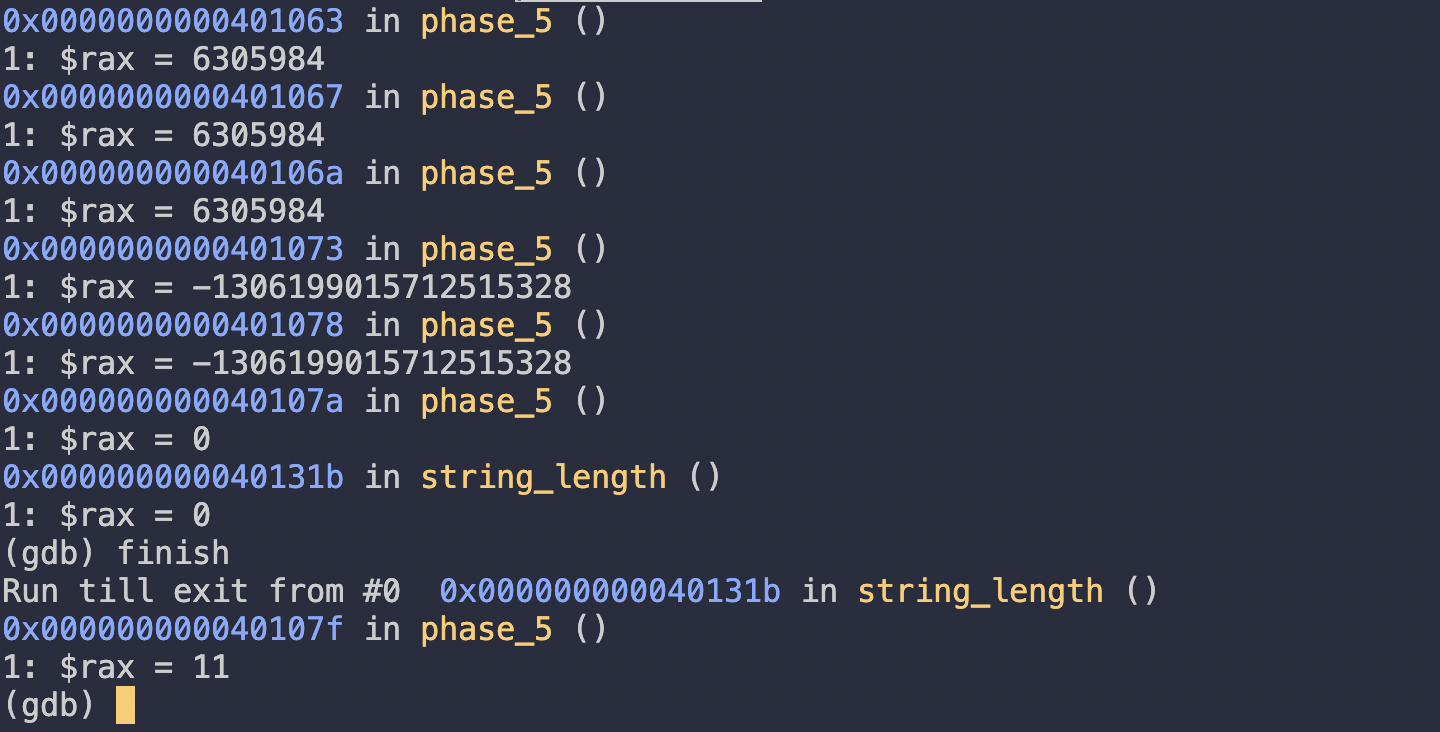 0x0000000000401063 in phase_5 ()
1: $rax = 6305984
0x0000000000401067 in phase_5 ()
1: $rax = 6305984
0x000000000040106a in phase_5 ()
1: $rax = 6305984
0x0000000000401073 in phase_5 ()
1: $rax = -1306199015712515328
0x0000000000401078 in phase_5 ()
1: $rax = -1306199015712515328
0x000000000040107a in phase_5 ()
1: $rax = 0
0x000000000040131b in string_length ()
1: $rax = 0
(gdb) finish
Run till exit from #0  0x000000000040131b in string_length ()
0x000000000040107f in phase_5 ()
1: $rax = 11
(gdb)